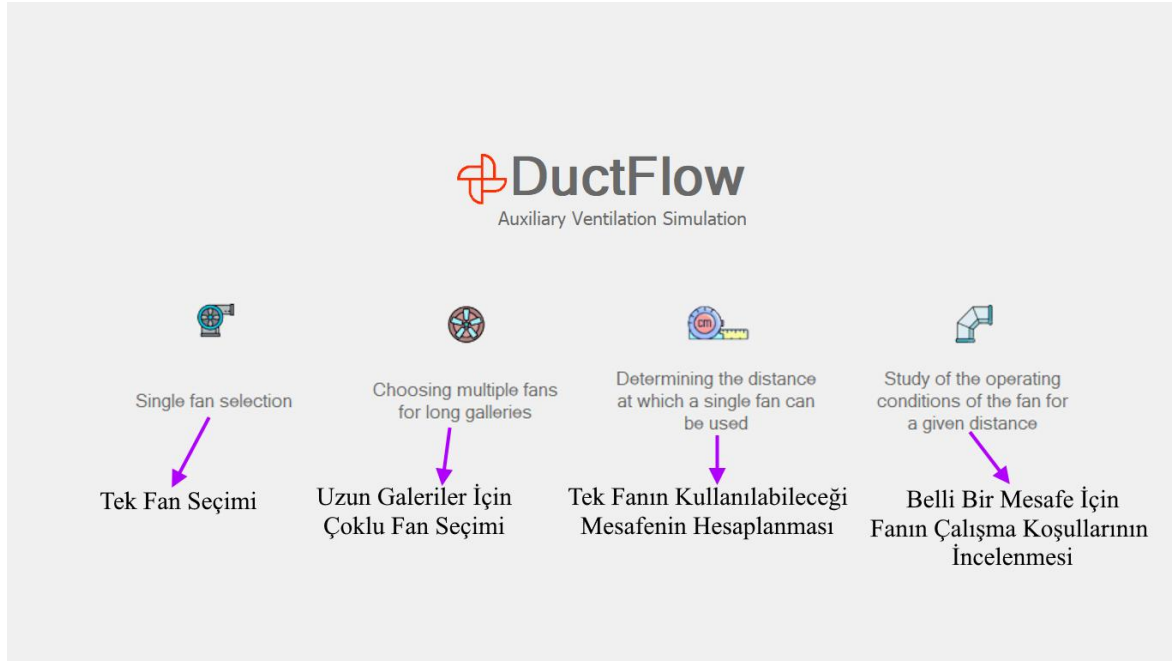 DuctFlow
Auxiliary Ventilation Simulation
cm
Single fan selection
Choosing multiple fans
for long galleries
Determining the distance
at which a single fan can
be used
Study of the operating
conditions of the fan for
a given distance
Tek Fan Seçimi
Uzun Galeriler İçin
Çoklu Fan Seçimi
Tek Fanın Kullanılabileceği
Mesafenin Hesaplanması
Belli Bir Mesafe İçin
Fanın Çalışma Koşullarının
İncelenmesi